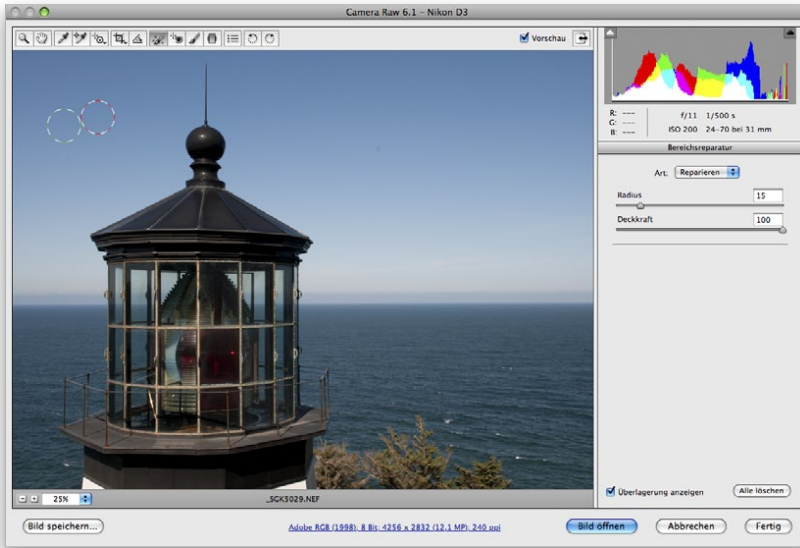 Camera Raw 6.1 – Nikon D3
Vorschau
R: ---
G: ---
B: ---
f/11 1/500 s
ISO 200 24-70 bei 31 mm
Bereichsreparatur
Art: Reparieren
Radius 15
Deckkraft 100
Überlagerung anzeigen
Alle löschen
25%
_SGK5029.NEF
Bild speichern...
Adobe RGB (1998); 8 Bit; 4256 x 2832 (12,1 MP); 240 ppi
Bild öffnen
Abbrechen
Fertig